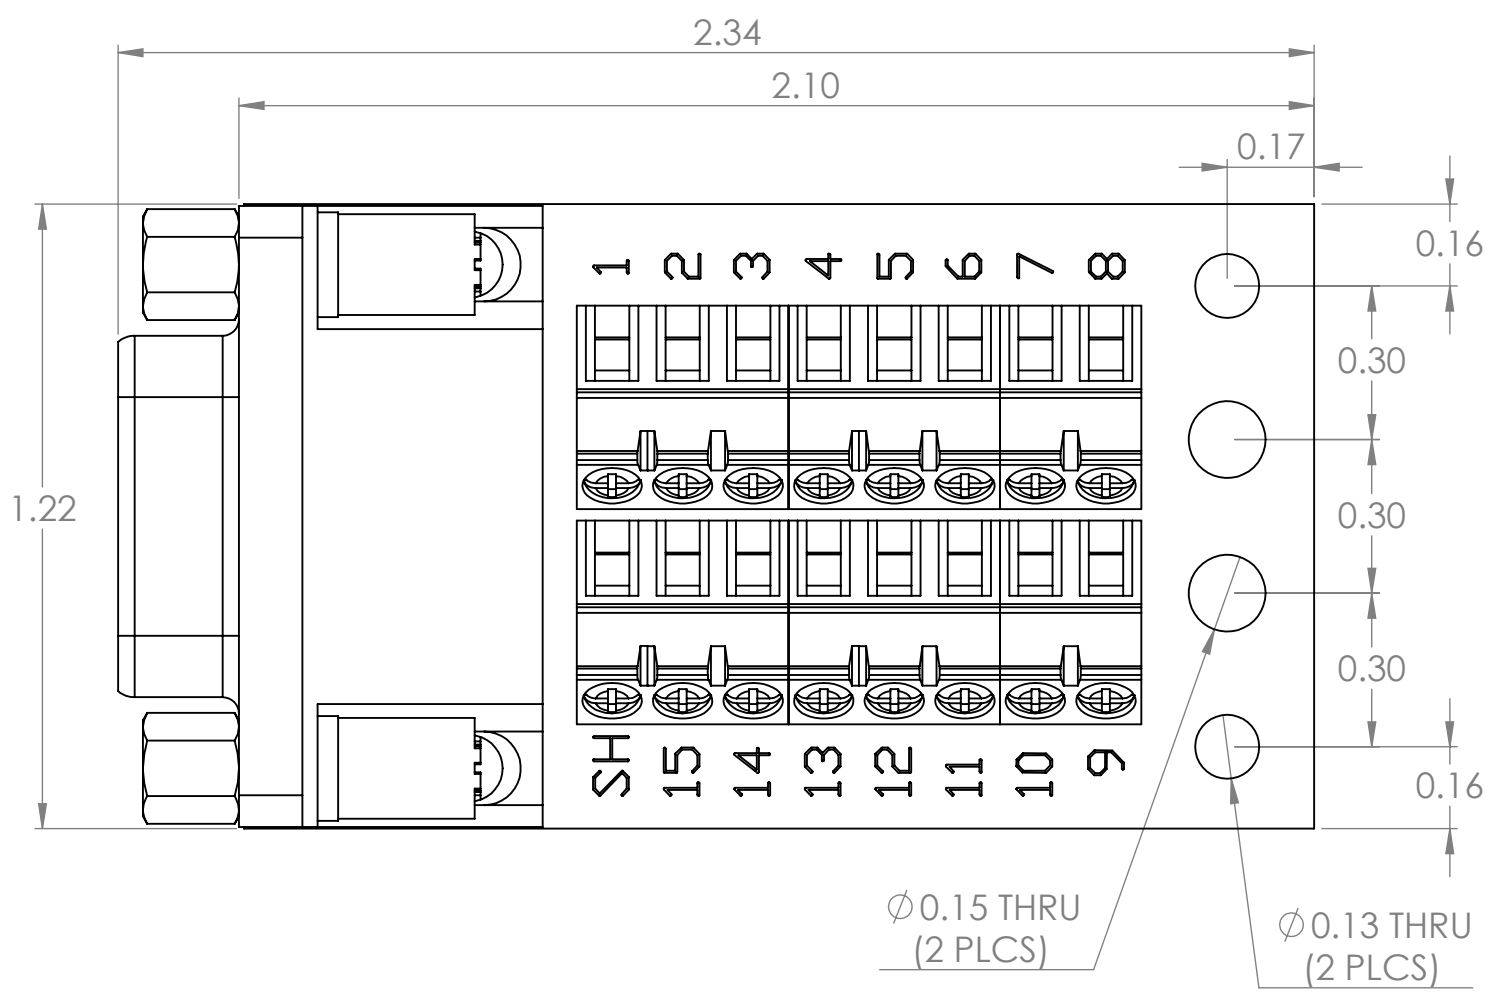 2.34
2.10
0.17
0.16
1 2 3 4 5 6 7 8
0.30
1.22
0.30
0.30
SH 15 14 13 12 11 10 9
0.16
∅0.15 THRU
(2 PLCS)
∅0.13 THRU
(2 PLCS)